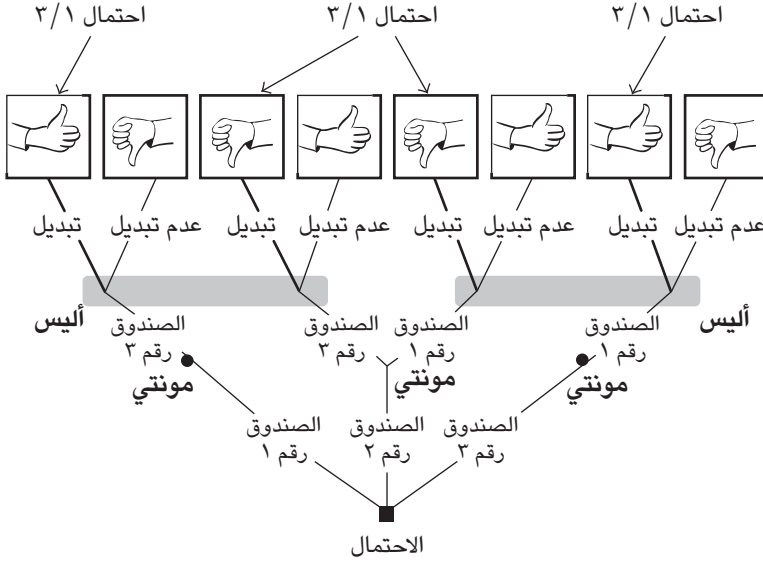 احتمال ٣/١
احتمال ٣/١
احتمال ٣/١
عدم تبديل
تبديل
عدم تبديل
تبديل
عدم تبديل
تبديل
عدم تبديل
تبديل
أليس
أليس
الصندوق
رقم ١
الصندوق
رقم ١
الصندوق
رقم ٣
الصندوق
رقم ٣
مونتي
مونتي
مونتي
الصندوق
رقم ٣
الصندوق
رقم ٢
الصندوق
رقم ١
الاحتمال